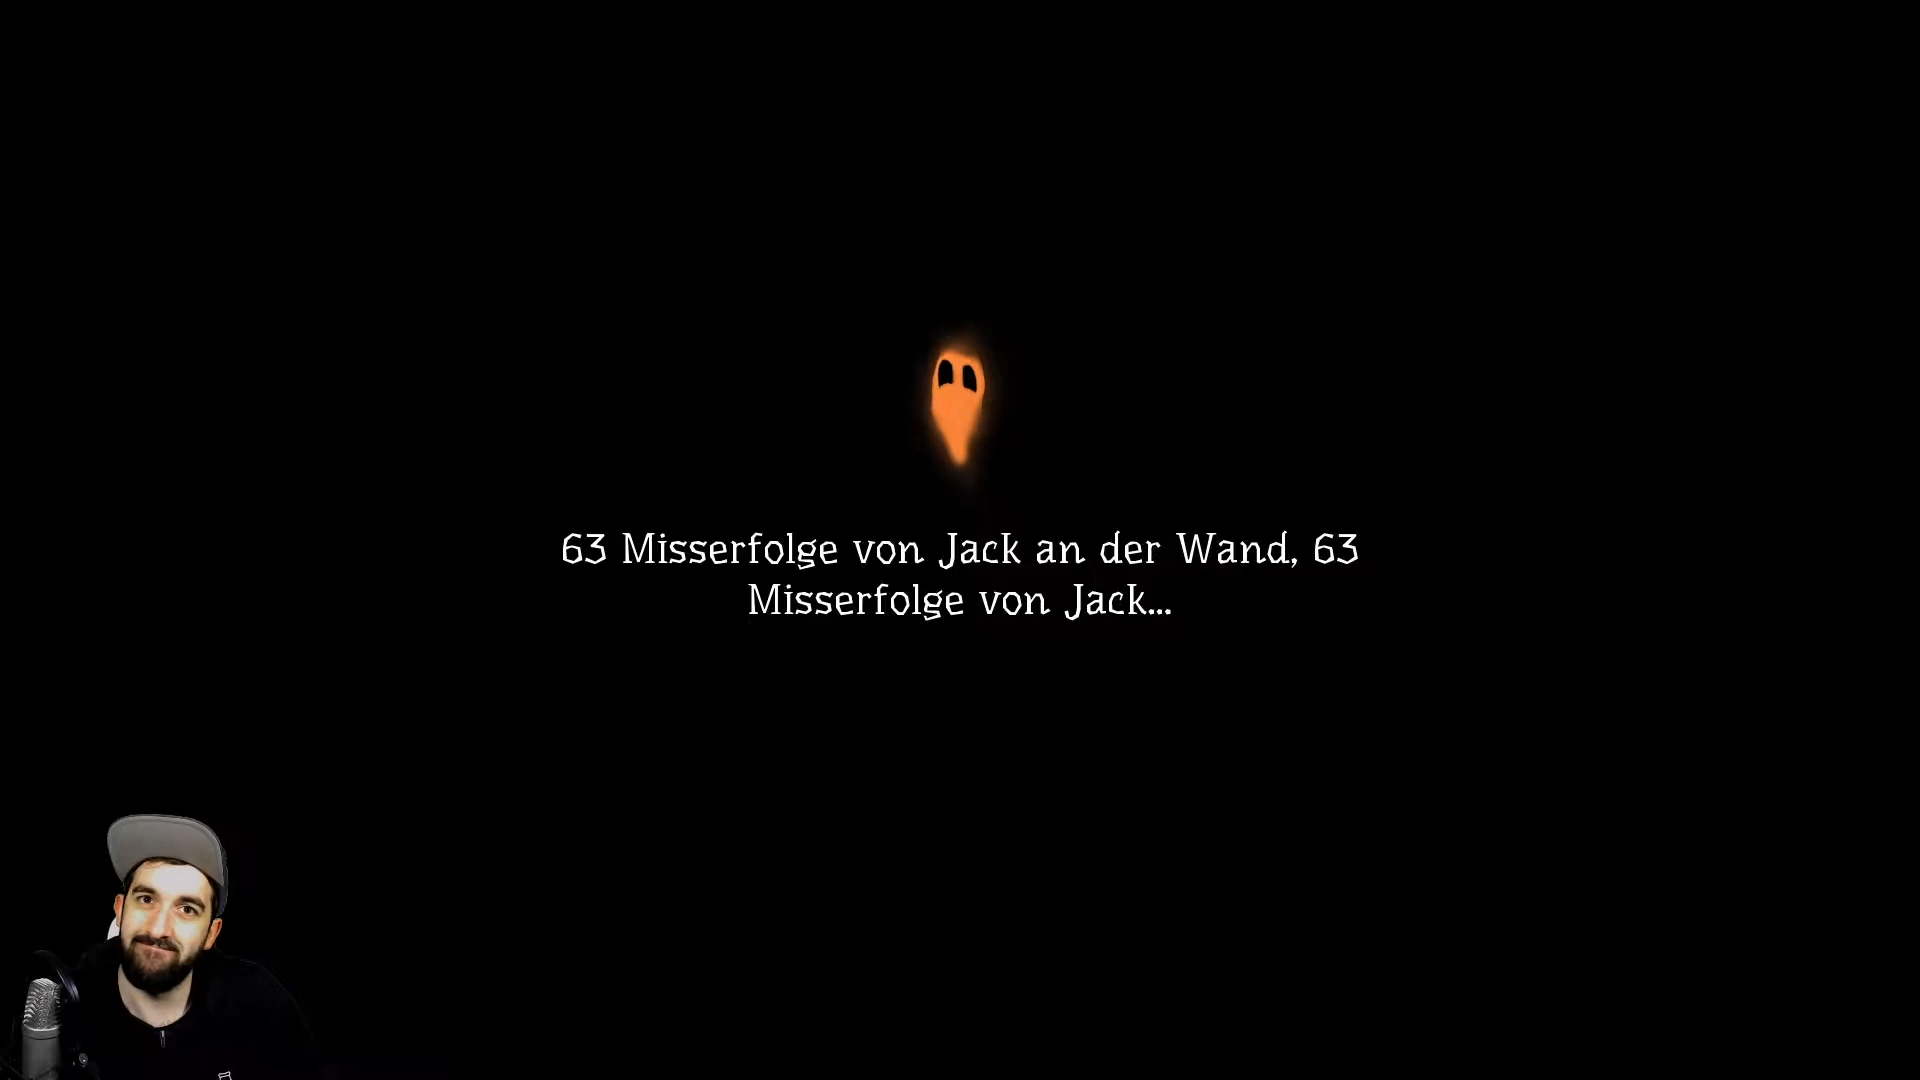 63 Misserfolge von Jack an der Wand, 63
Misserfolge von Jack...